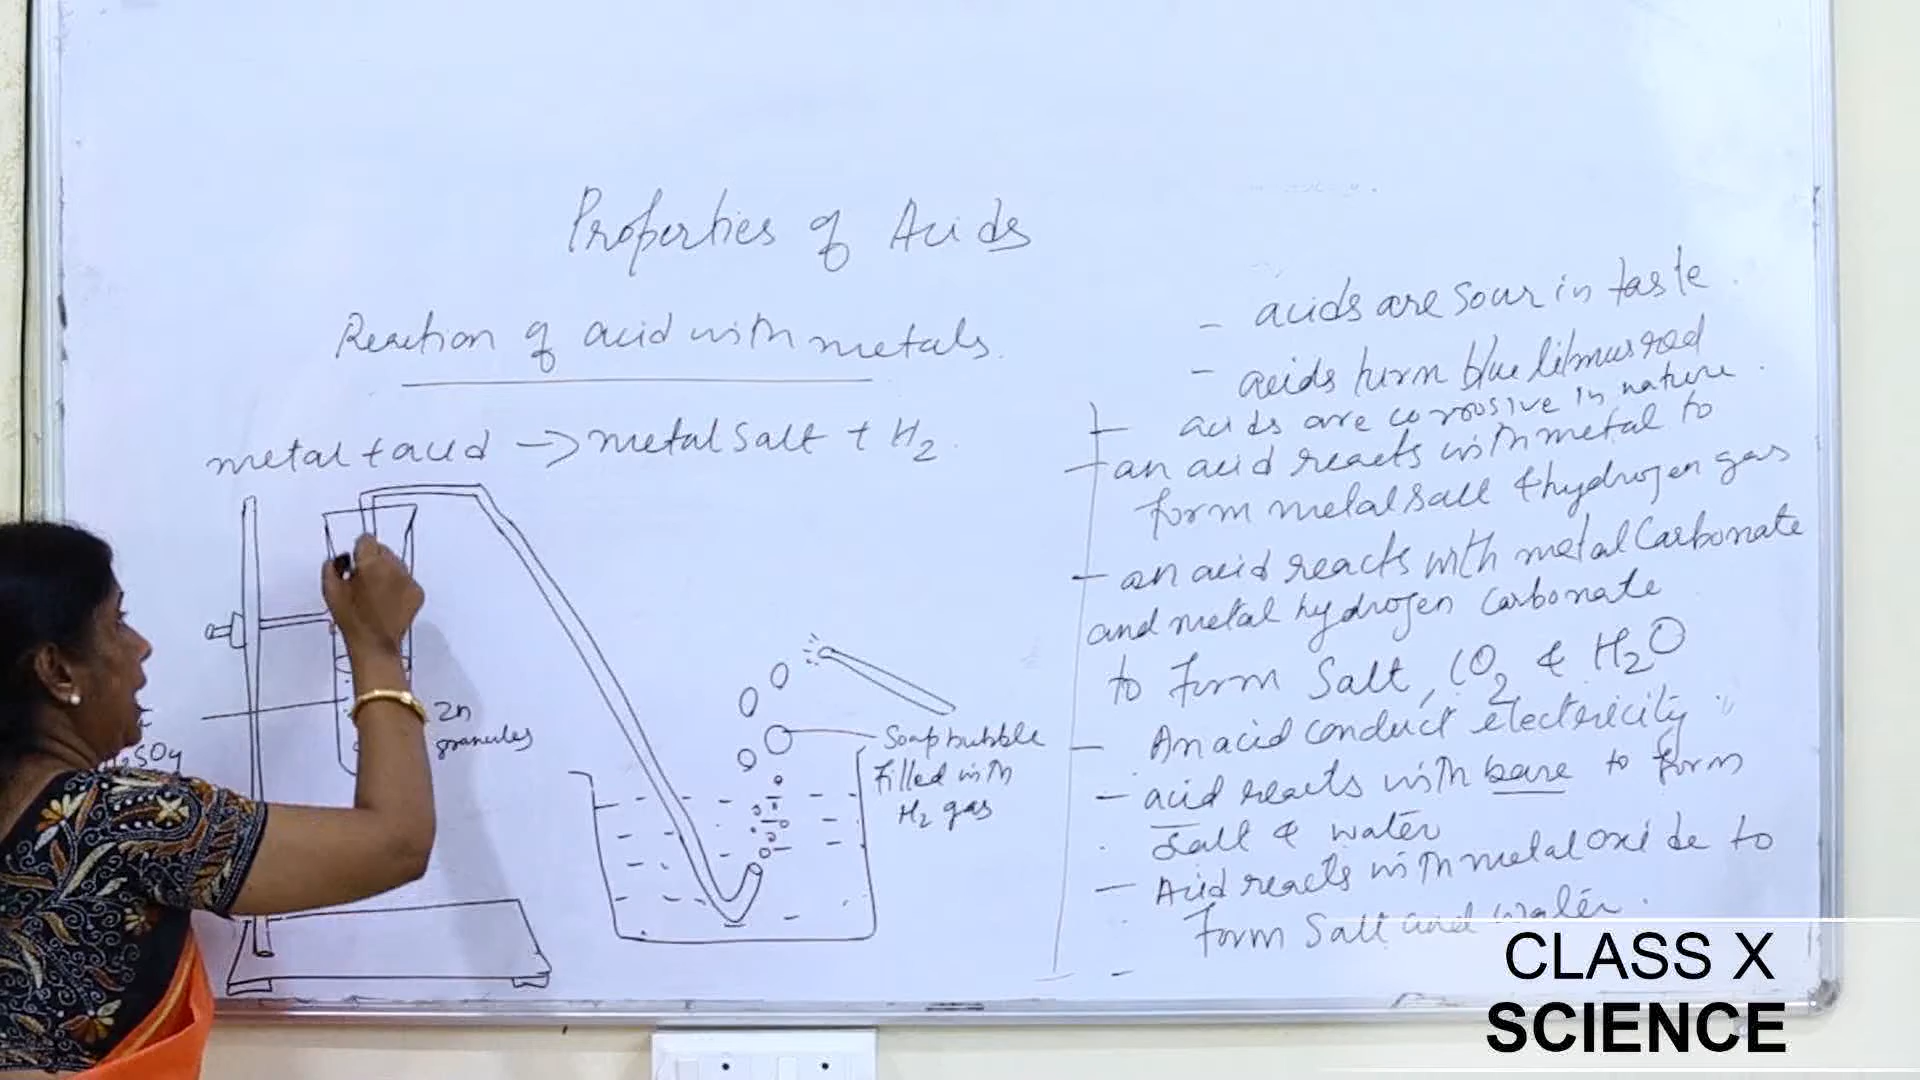 Properties of Acids
Reaction of acid with metals.
metal + acid -> metal salt + H2.
Zn
granules
H2SO4
Soap bubble
Filled with
H2 gas
- acids are sour in taste.
- acids turn blue litmus red
- acids are corrosive in nature.
- an acid reacts with metal to
form metal salt & hydrogen gas
- an acid reacts with metal Carbonate
and metal hydrogen carbonate
to form Salt, CO2 & H2O
- An acid conduct electricity
- acid reacts with base to form
Salt & water
- Acid reacts with metal oxide to
Form Salt and water.
CLASS X
SCIENCE